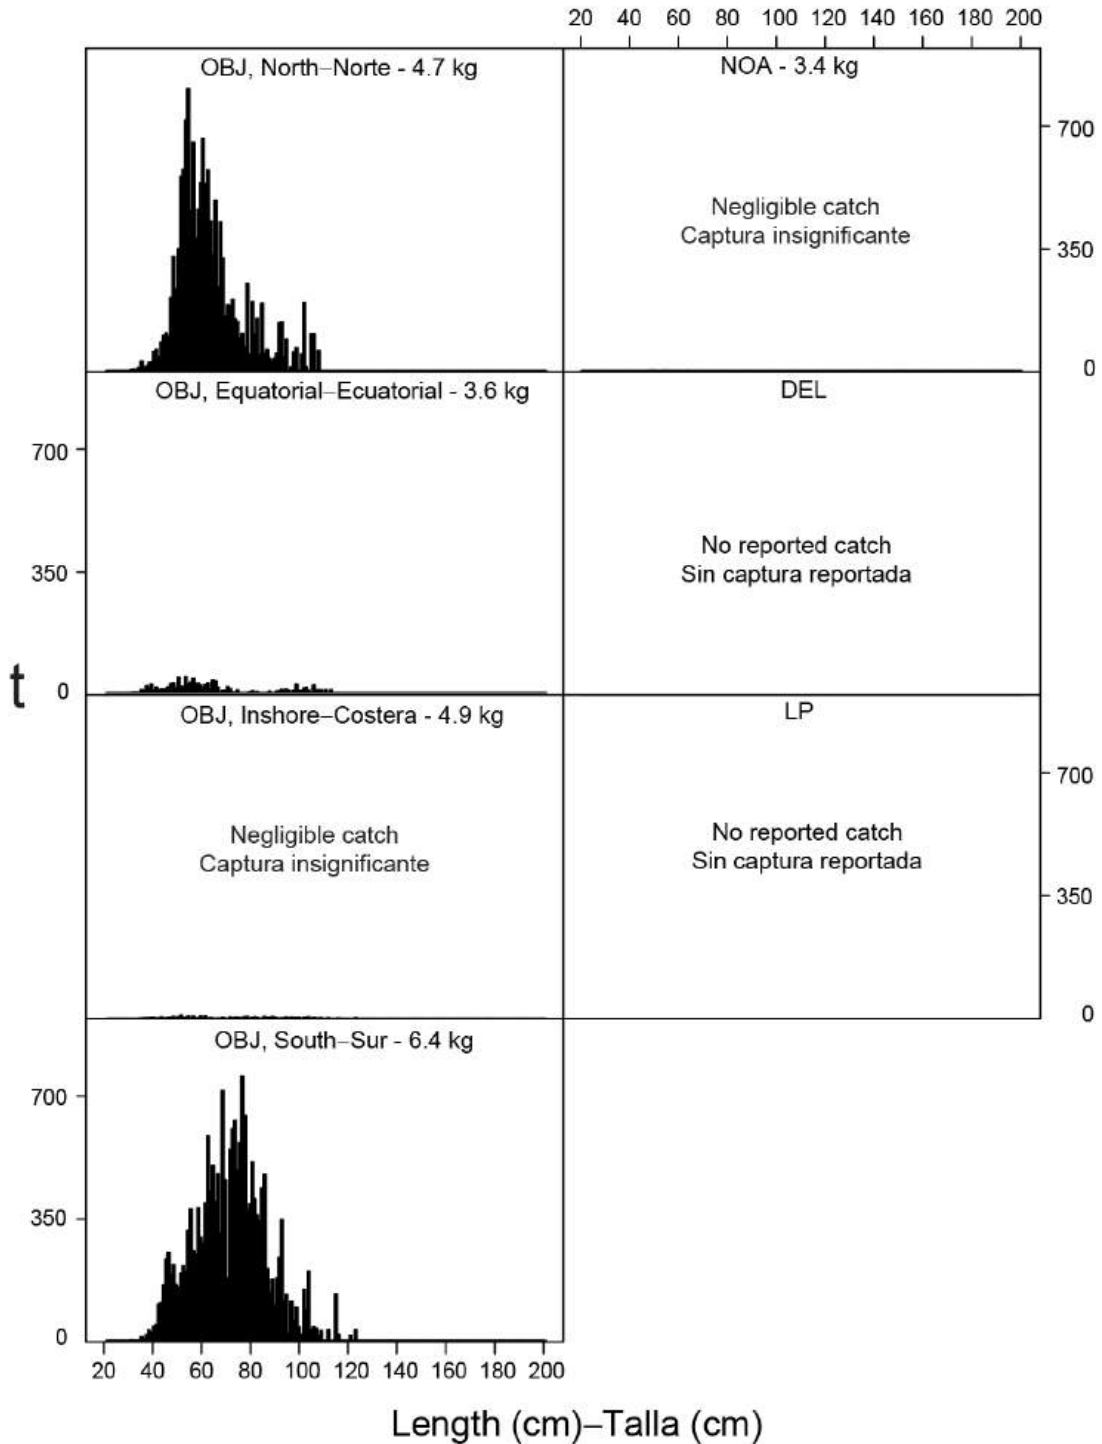 20 40 60 80 100 120 140 160 180 200
OBJ, North–Norte - 4.7 kg
NOA - 3.4 kg
700
Negligible catch
Captura insignificante
350
0
OBJ, Equatorial–Ecuatorial - 3.6 kg
DEL
700
No reported catch
Sin captura reportada
350
t
0
OBJ, Inshore–Costera - 4.9 kg
LP
700
Negligible catch
Captura insignificante
No reported catch
Sin captura reportada
350
0
OBJ, South–Sur - 6.4 kg
700
350
0
20 40 60 80 100 120 140 160 180 200
Length (cm)–Talla (cm)